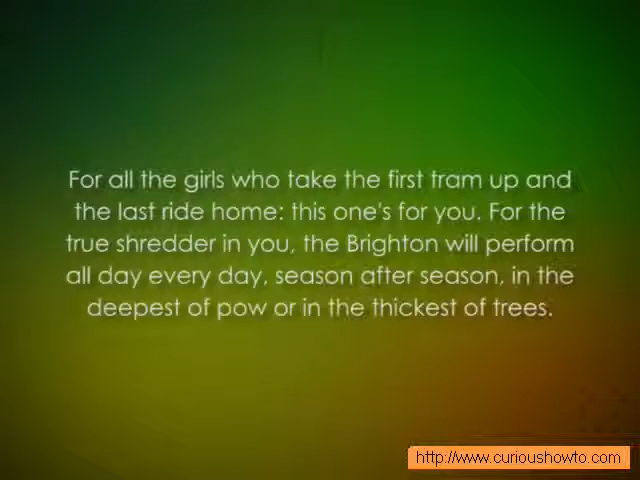 For all the girls who take the first tram up and
the last ride home: this one's for you. For the
true shredder in you, the Brighton will perform
all day every day, season after season, in the
deepest of pow or in the thickest of trees.
http://www.curioushowto.com